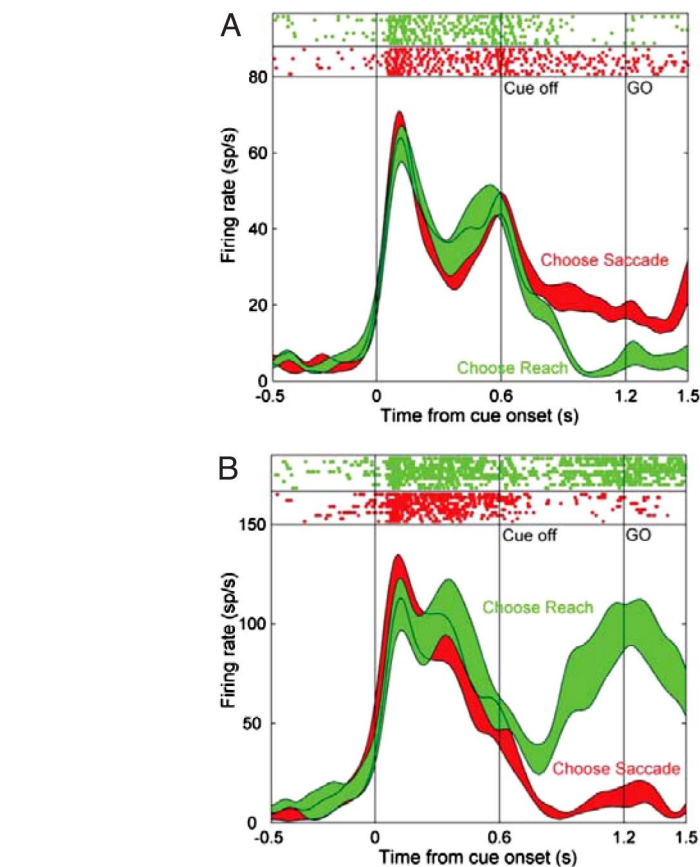 A
80
60
40
20
0
Firing rate (sp/s)
Cue off
GO
Choose Saccade
Choose Reach
-0.5
0
0.6
1.2
1.5
Time from cue onset (s)
B
150
100
50
0
Firing rate (sp/s)
Cue off
GO
Choose Reach
Choose Saccade
-0.5
0
0.6
1.2
1.5
Time from cue onset (s)